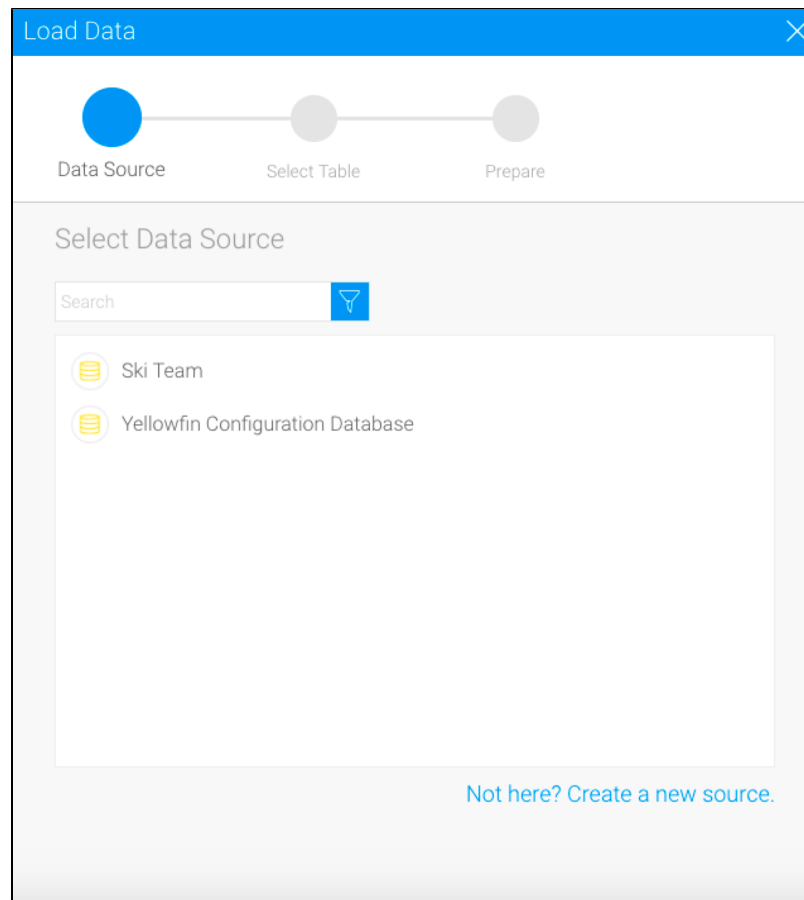 Load Data
Data Source
Select Table
Prepare
Select Data Source
Search
Ski Team
Yellowfin Configuration Database
Not here? Create a new source.